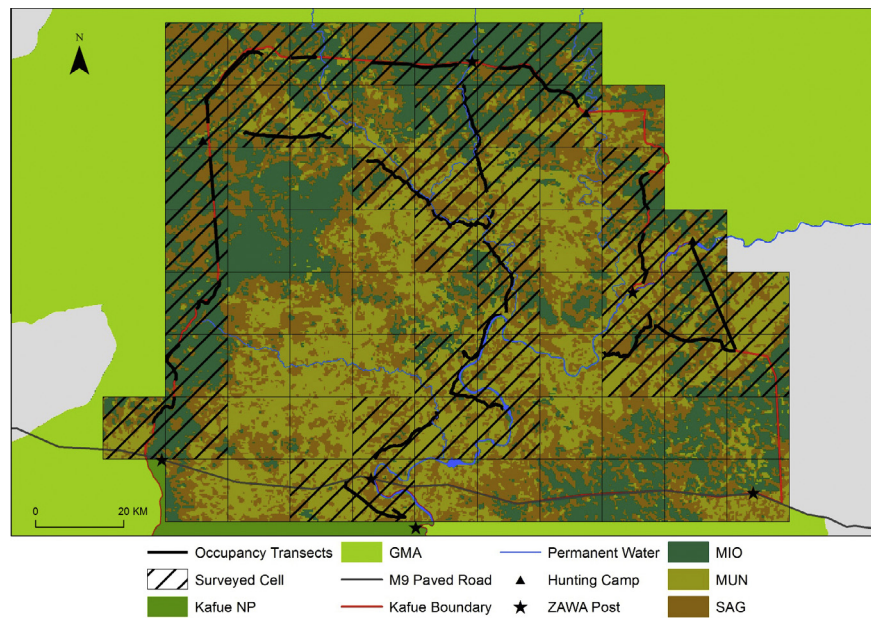 N
20 KM
0
Occupancy Transects GMA Permanent Water MIO
Surveyed Cell M9 Paved Road Hunting Camp MUN
Kafue NP Kafue Boundary ZAWA Post SAG